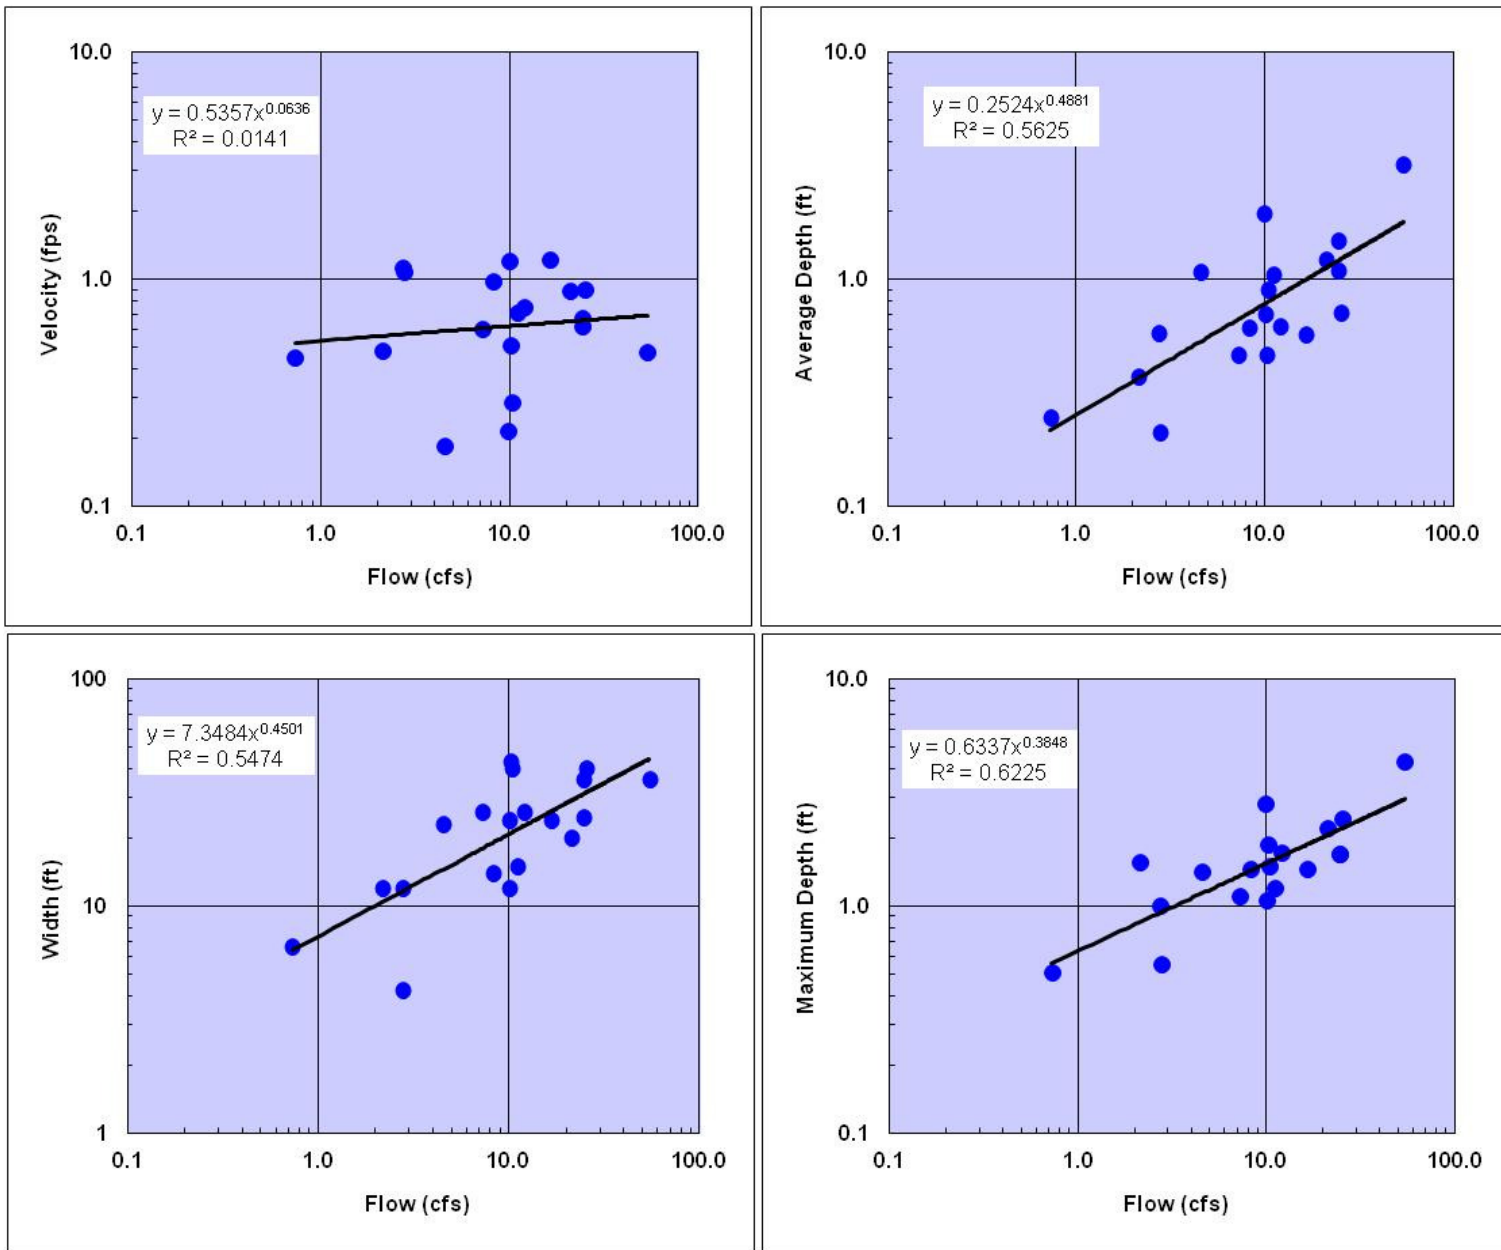 10.0
y = 0.5357x^0.0636
R² = 0.0141
Velocity (fps)
1.0
0.1
0.1 1.0 10.0 100.0
Flow (cfs)
10.0
y = 0.2524x^0.4881
R² = 0.5625
Average Depth (ft)
1.0
0.1
0.1 1.0 10.0 100.0
Flow (cfs)
100
y = 7.3484x^0.4501
R² = 0.5474
Width (ft)
10
1
0.1 1.0 10.0 100.0
Flow (cfs)
10.0
y = 0.6337x^0.3848
R² = 0.6225
Maximum Depth (ft)
1.0
0.1
0.1 1.0 10.0 100.0
Flow (cfs)